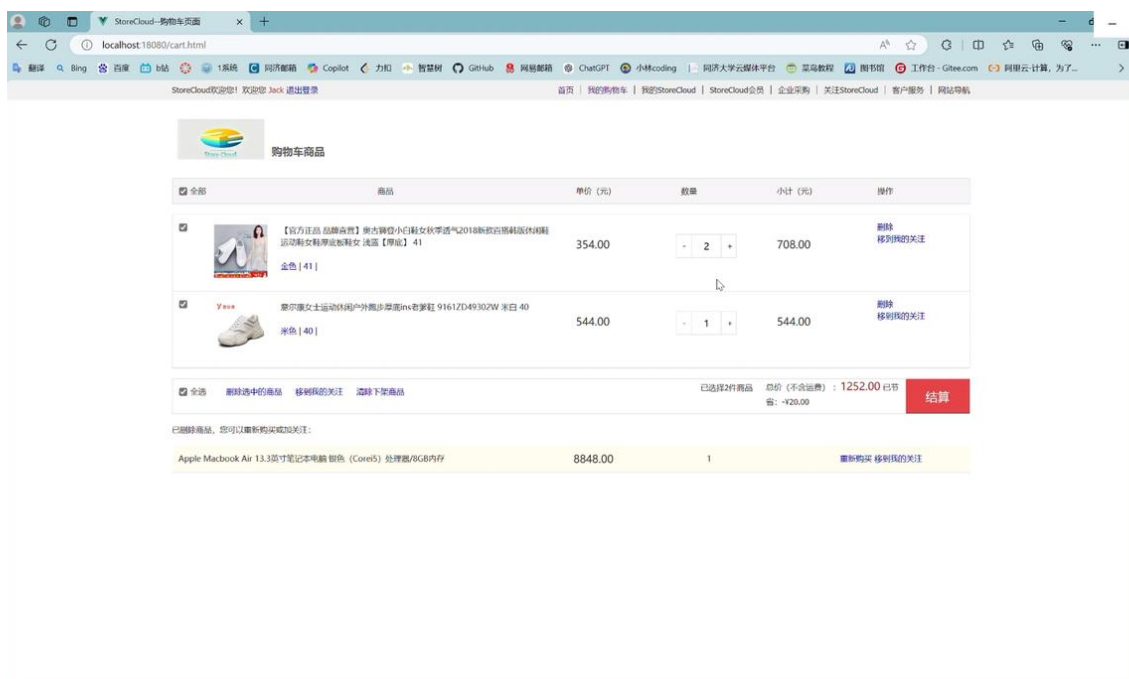 StoreCloud--购物车页面
localhost:18080/cart.html
翻译 Bing 百度 b站 1系统 同济邮箱 Copilot 力扣 智慧树 GitHub 网易邮箱 ChatGPT 小林coding 同济大学云媒体平台 菜鸟教程 图书馆 工作台 - Gitee.com 阿里云-计算，为了...
StoreCloud欢迎您! 欢迎您 Jack 退出登录 首页 | 我的购物车 | 我的StoreCloud | StoreCloud会员 | 企业采购 | 关注StoreCloud | 客户服务 | 网站导航
Store Cloud 购物车商品
全部 商品 单价 (元) 数量 小计 (元) 操作
【官方正品 品牌直营】奥古狮登小白鞋女秋季透气2018新款百搭韩版休闲鞋 删除
运动鞋女鞋厚底板鞋女 浅蓝【厚底】 41 354.00 - 2 + 708.00 移到我的关注
金色 | 41 |
意尔康女士运动休闲户外跑步厚底ins老爹鞋 9161ZD49302W 米白 40 删除
544.00 - 1 + 544.00 移到我的关注
米色 | 40 |
全选 删除选中的商品 移到我的关注 清除下架商品 已选择2件商品 总价（不含运费）: 1252.00 已节 结算
省: -¥20.00
已删除商品，您可以重新购买或加关注:
Apple Macbook Air 13.3英寸笔记本电脑 银色（Corei5）处理器/8GB内存 8848.00 1 重新购买 移到我的关注